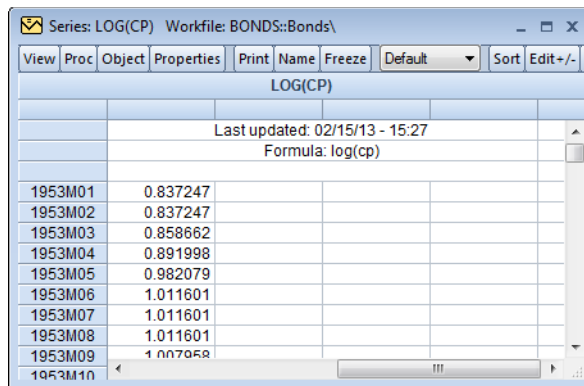 Series: LOG(CP) Workfile: BONDS::Bonds\
View Proc Object Properties Print Name Freeze Default Sort Edit+/-
LOG(CP)
Last updated: 02/15/13 - 15:27
Formula: log(cp)
1953M01 0.837247
1953M02 0.837247
1953M03 0.858662
1953M04 0.891998
1953M05 0.982079
1953M06 1.011601
1953M07 1.011601
1953M08 1.011601
1953M09 1.007958
1953M10